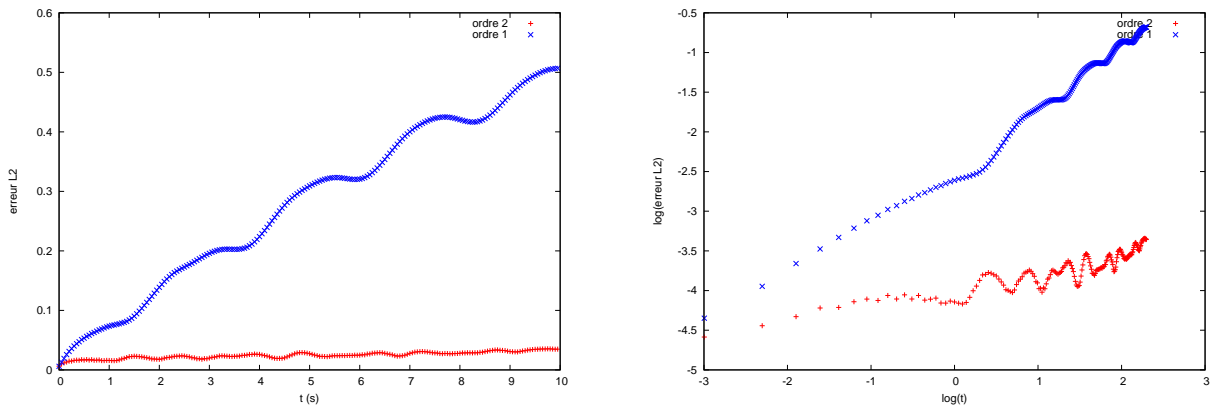 0.6
0.5
0.4
0.3
0.2
0.1
0
erreur L2
0 1 2 3 4 5 6 7 8 9 10
t (s)
ordre 2
ordre 1
-0.5
-1
-1.5
-2
-2.5
-3
-3.5
-4
-4.5
-5
log(erreur L2)
-3 -2 -1 0 1 2 3
log(t)
ordre 2
ordre 1